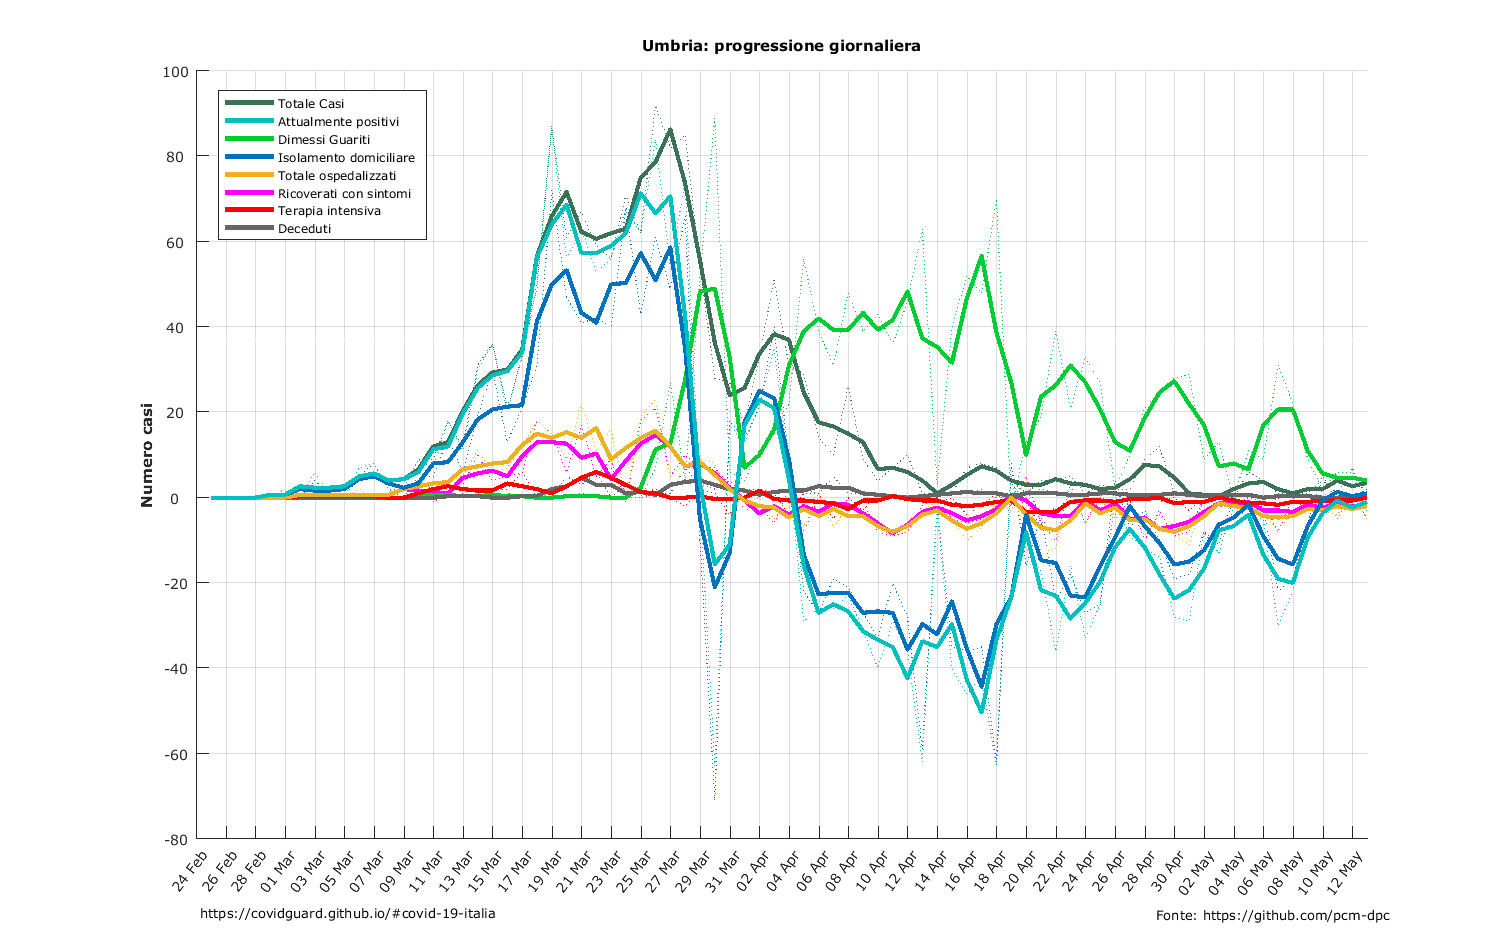 Umbria: progressione giornaliera
100
80
60
40
20
0
-20
-40
-60
-80
Numero casi
Totale Casi
Attualmente positivi
Dimessi Guariti
Isolamento domiciliare
Totale ospedalizzati
Ricoverati con sintomi
Terapia intensiva
Deceduti
24 Feb
26 Feb
28 Feb
01 Mar
03 Mar
05 Mar
07 Mar
09 Mar
11 Mar
13 Mar
15 Mar
17 Mar
19 Mar
21 Mar
23 Mar
25 Mar
27 Mar
29 Mar
31 Mar
02 Apr
04 Apr
06 Apr
08 Apr
10 Apr
12 Apr
14 Apr
16 Apr
18 Apr
20 Apr
22 Apr
24 Apr
26 Apr
28 Apr
30 Apr
02 May
04 May
06 May
08 May
10 May
12 May
https://covidguard.github.io/#covid-19-italia
Fonte: https://github.com/pcm-dpc